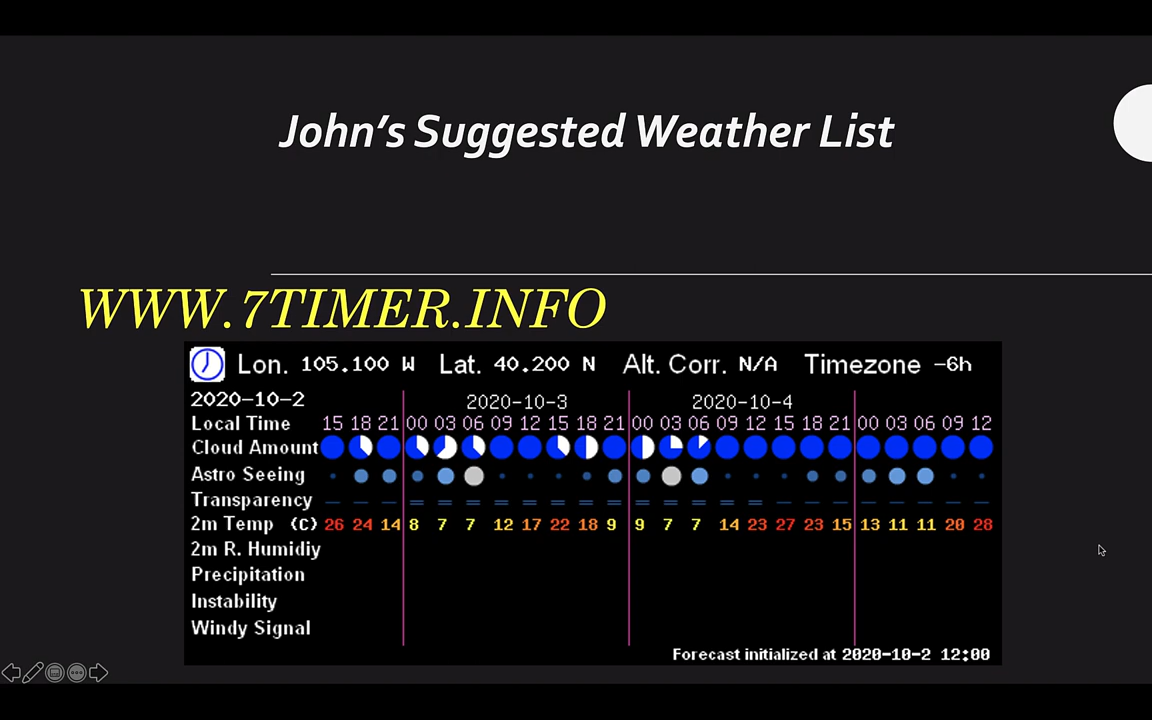 John's Suggested Weather List
WWW.7TIMER.INFO
Lon. 105.100 W Lat. 40.200 N Alt. Corr. N/A Timezone -6h
2020-10-2 2020-10-3 2020-10-4
Local Time 15 18 21 00 03 06 09 12 15 18 21 00 03 06 09 12 15 18 21 00 03 06 09 12
Cloud Amount
Astro Seeing
Transparency
2m Temp (C) 26 24 14 8 7 7 12 17 22 18 9 9 7 7 14 23 27 23 15 13 11 11 20 28
2m R. Humidiy
Precipitation
Instability
Windy Signal
Forecast initialized at 2020-10-2 12:00